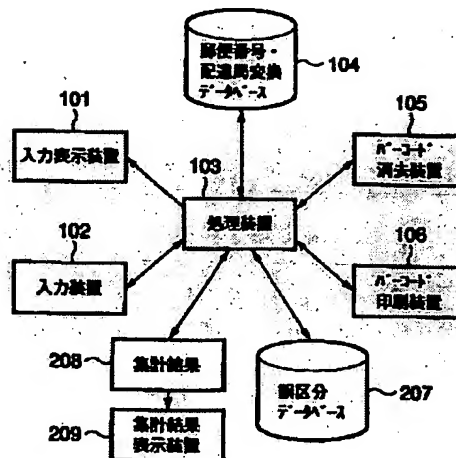 郵便番号・
配達局変換
データベース
104
101
入力表示装置
105
バーコード
消去装置
103
処理装置
102
入力装置
106
バーコード
印刷装置
208
集計結果
209
集計結果
表示装置
誤区分
データベース
207